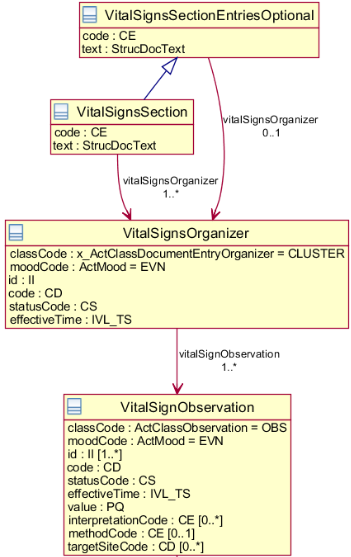 VitalSignsSectionEntriesOptional
code : CE
text : StrucDocText
VitalSignsSection
code : CE
text : StrucDocText
vitalSignsOrganizer
0..1
vitalSignsOrganizer
1..*
VitalSignsOrganizer
classCode : x_ActClassDocumentEntryOrganizer = CLUSTER
moodCode : ActMood = EVN
id : II
code : CD
statusCode : CS
effectiveTime : IVL_TS
vitalSignObservation
1..*
VitalSignObservation
classCode : ActClassObservation = OBS
moodCode : ActMood = EVN
id : II [1..*]
code : CD
statusCode : CS
effectiveTime : IVL_TS
value : PQ
interpretationCode : CE [0..*]
methodCode : CE [0..1]
targetSiteCode : CD [0..*]